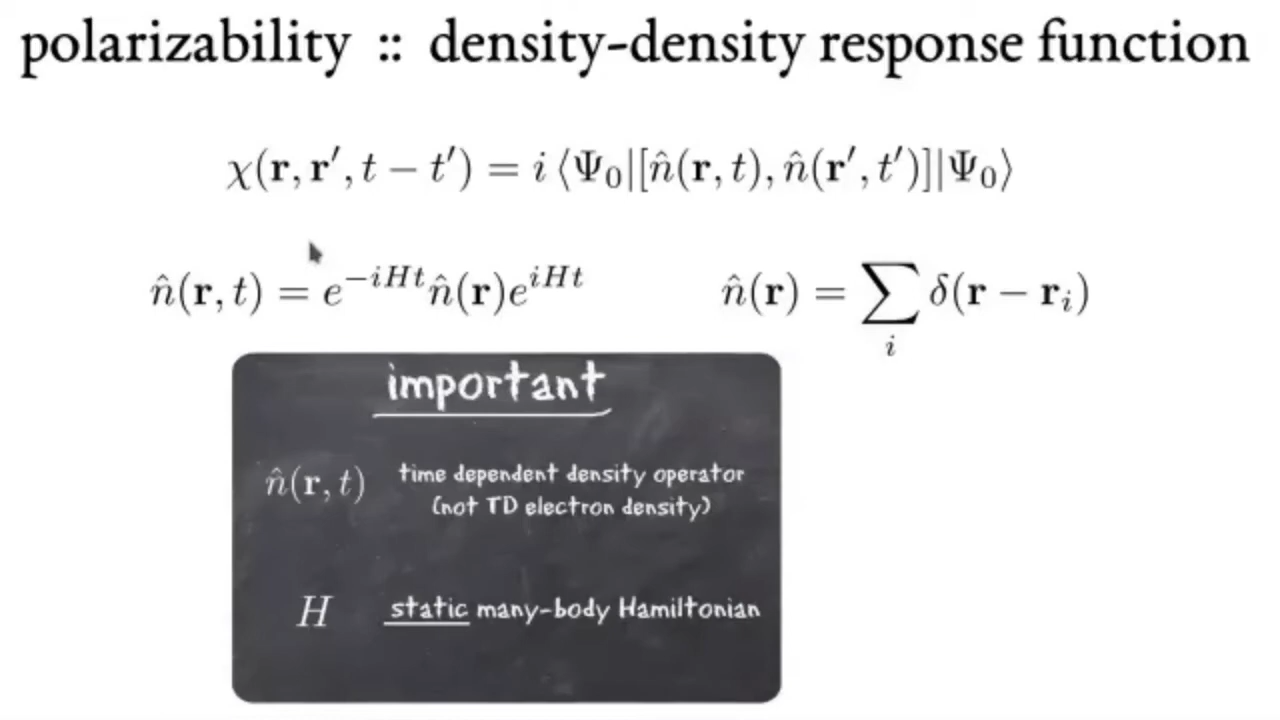 polarizability :: density-density response function
χ(r, r′, t − t′) = i ⟨Ψ₀|[n̂(r, t), n̂(r′, t′)]|Ψ₀⟩
n̂(r, t) = e^{−iHt} n̂(r) e^{iHt} n̂(r) = ∑_i δ(r − r_i)
important
n̂(r, t) time dependent density operator
(not TD electron density)
H static many-body Hamiltonian